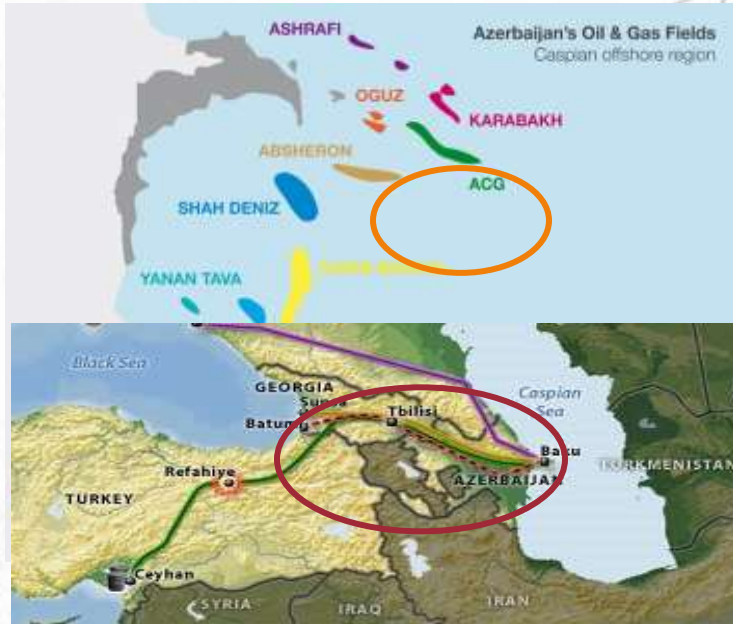 ASHRAFI
Azerbaijan's Oil & Gas Fields
Caspian offshore region
OGUZ
KARABAKH
ABSHERON
ACG
SHAH DENIZ
YANAN TAVA
Black Sea
GEORGIA
Caspian
Sea
Supsa
Tbilisi
Batumi
Baku
Refahiye
TURKMENISTAN
AZERBAIJAN
TURKEY
Ceyhan
SYRIA
IRAQ
IRAN